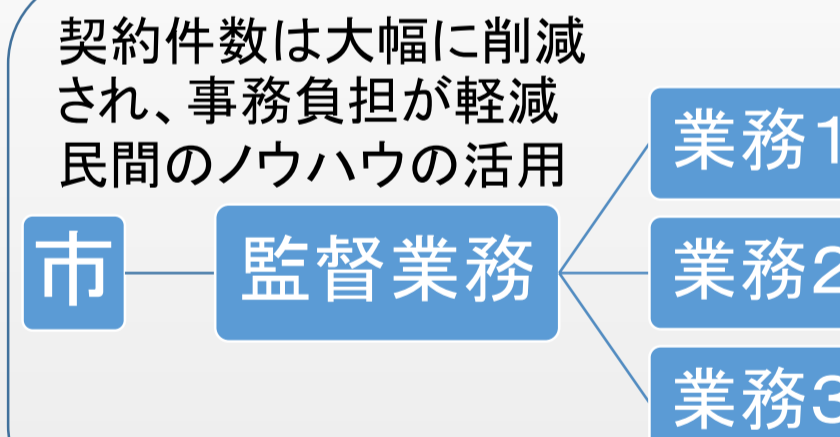 契約件数は大幅に削減
され、事務負担が軽減
民間のノウハウの活用
業務1
市
監督業務
業務2
業務3